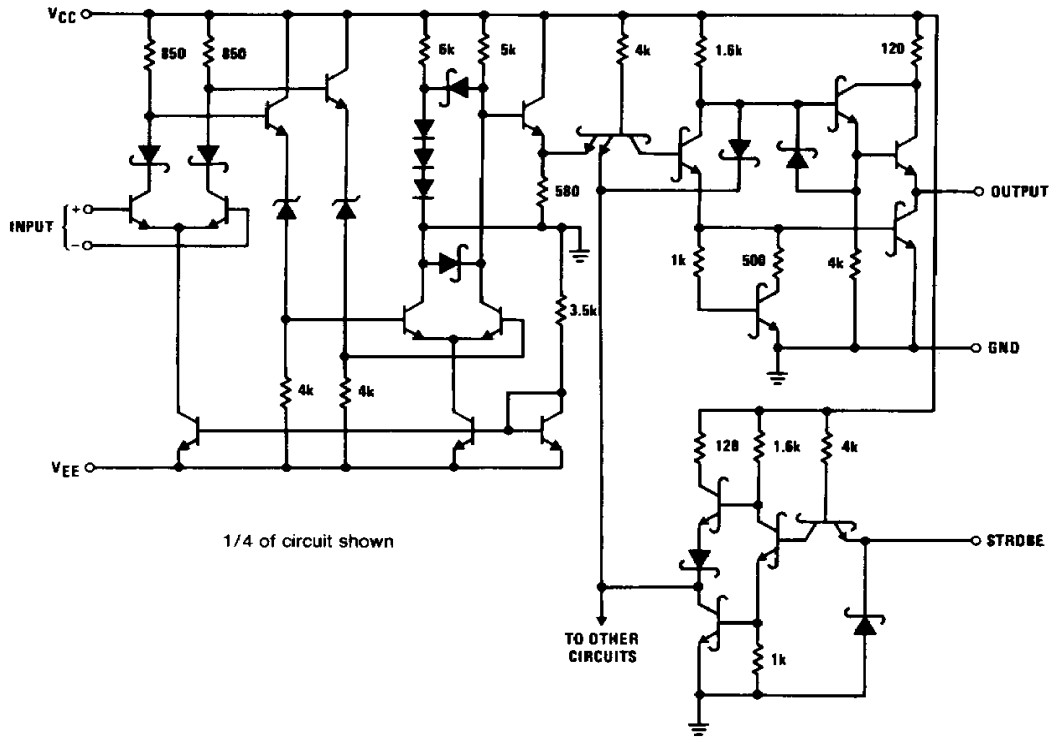 VCC
850
850
6k
5k
4k
1.6k
120
580
INPUT
+
−
OUTPUT
1k
500
4k
3.5k
GND
4k
4k
VEE
120
1.6k
4k
1/4 of circuit shown
STROBE
TO OTHER
CIRCUITS
1k